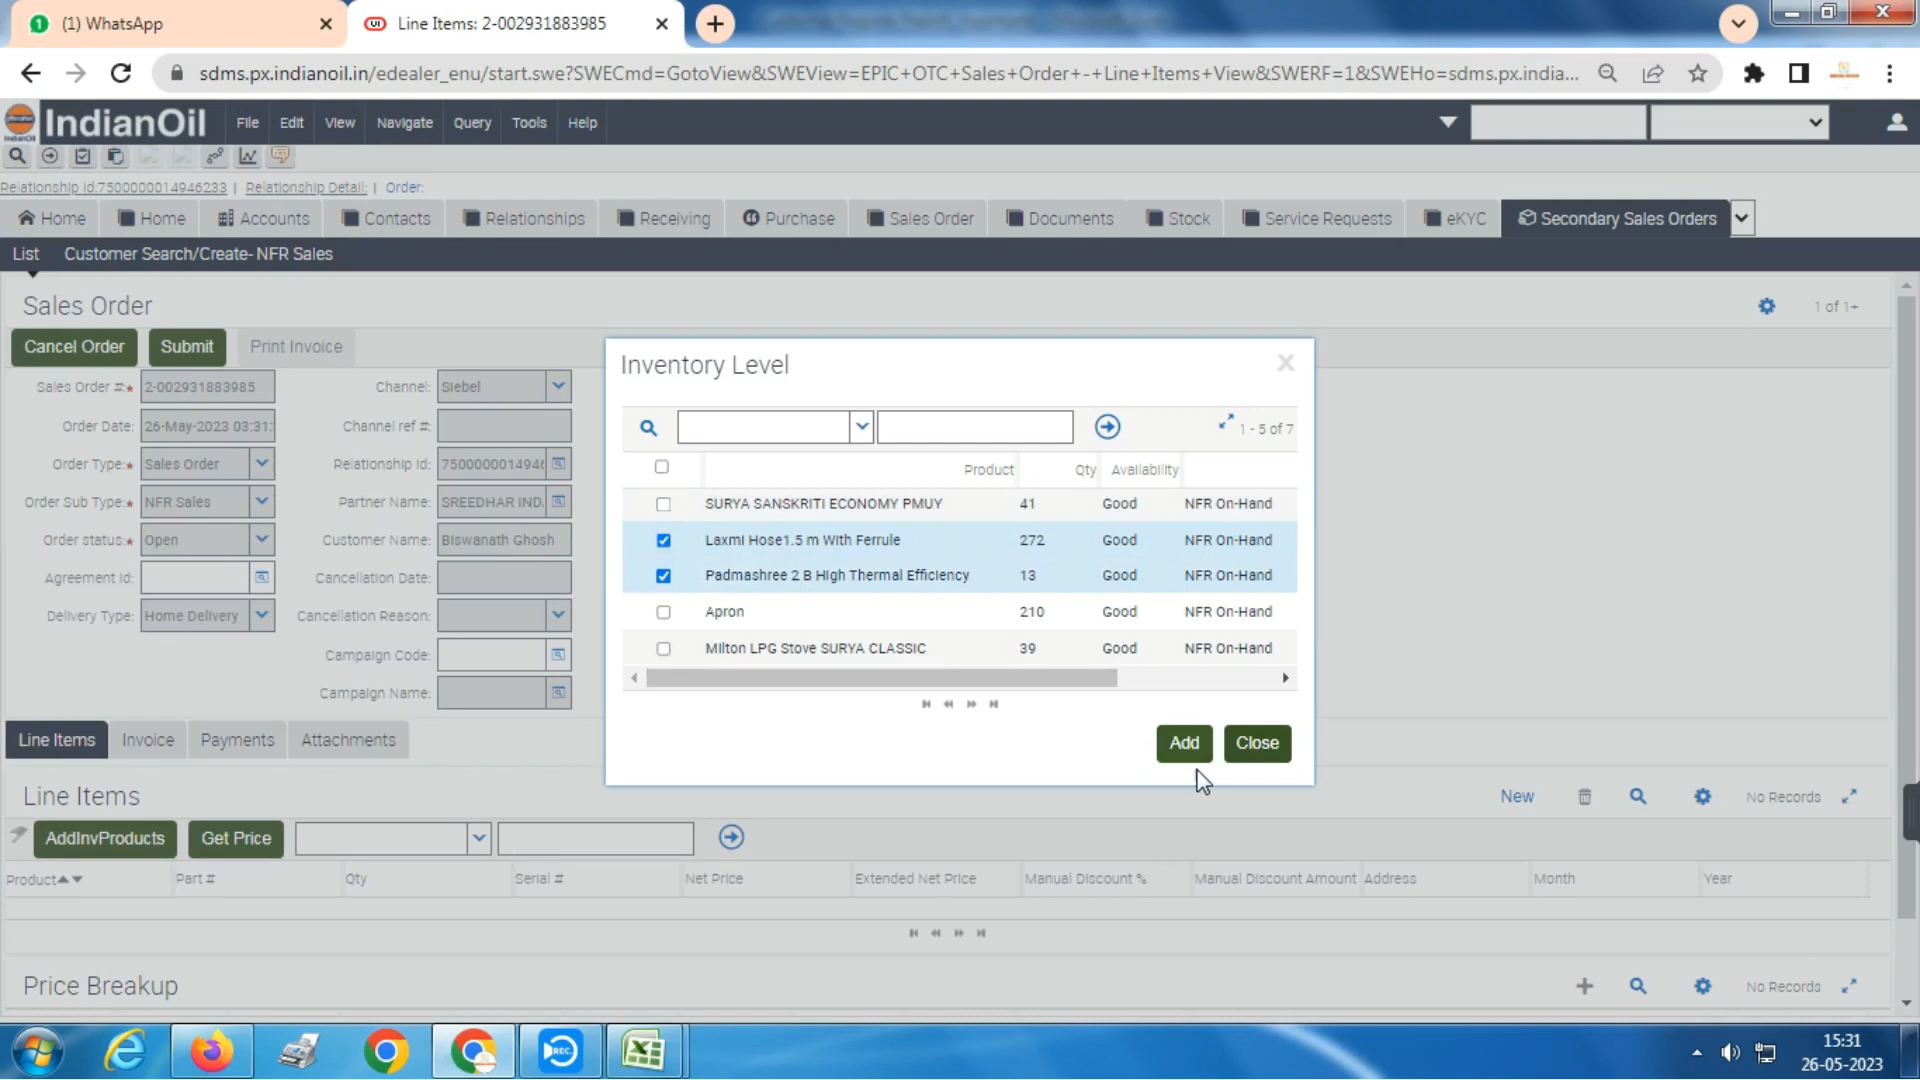 (1) WhatsApp
Line Items: 2-002931883985
sdms.px.indianoil.in/edealer_enu/start.swe?SWECmd=GotoView&SWEView=EPIC+OTC+Sales+Order+-+Line+Items+View&SWERF=1&SWEHo=sdms.px.india...
IndianOil File Edit View Navigate Query Tools Help
Relationship Id:7500000014946233 | Relationship Detail: | Order:
Home Home Accounts Contacts Relationships Receiving Purchase Sales Order Documents Stock Service Requests eKYC Secondary Sales Orders
List Customer Search/Create- NFR Sales
Sales Order 1 of 1+
Cancel Order Submit Print Invoice
Sales Order #: 2-002931883985 Channel: Siebel
Order Date: 26-May-2023 03:31: Channel ref #:
Order Type: Sales Order Relationship Id: 7500000014946
Order Sub Type: NFR Sales Partner Name: SREEDHAR IND.
Order status: Open Customer Name: Biswanath Ghosh
Agreement Id: Cancellation Date:
Delivery Type: Home Delivery Cancellation Reason:
Campaign Code:
Campaign Name:
Inventory Level X
1 - 5 of 7
Product Qty Availability
SURYA SANSKRITI ECONOMY PMUY 41 Good NFR On-Hand
Laxmi Hose1.5 m With Ferrule 272 Good NFR On-Hand
Padmashree 2 B High Thermal Efficiency 13 Good NFR On-Hand
Apron 210 Good NFR On-Hand
Milton LPG Stove SURYA CLASSIC 39 Good NFR On-Hand
Add Close
Line Items Invoice Payments Attachments
Line Items New No Records
AddInvProducts Get Price
Product Part # Qty Serial # Net Price Extended Net Price Manual Discount % Manual Discount Amount Address Month Year
Price Breakup No Records
REC
15:31
26-05-2023